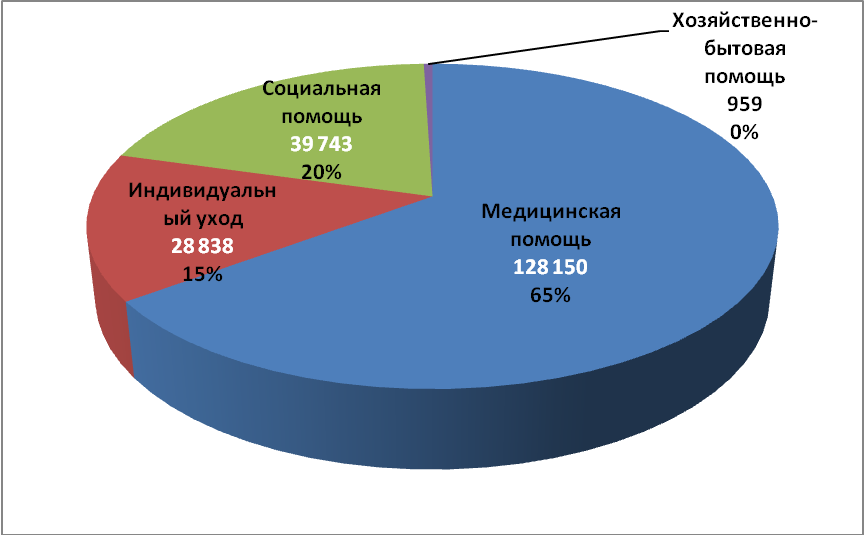 Хозяйственно-
бытовая
помощь
959
0%
Социальная
помощь
39 743
20%
Индивидуальн
ый уход
28 838
15%
Медицинская
помощь
128 150
65%